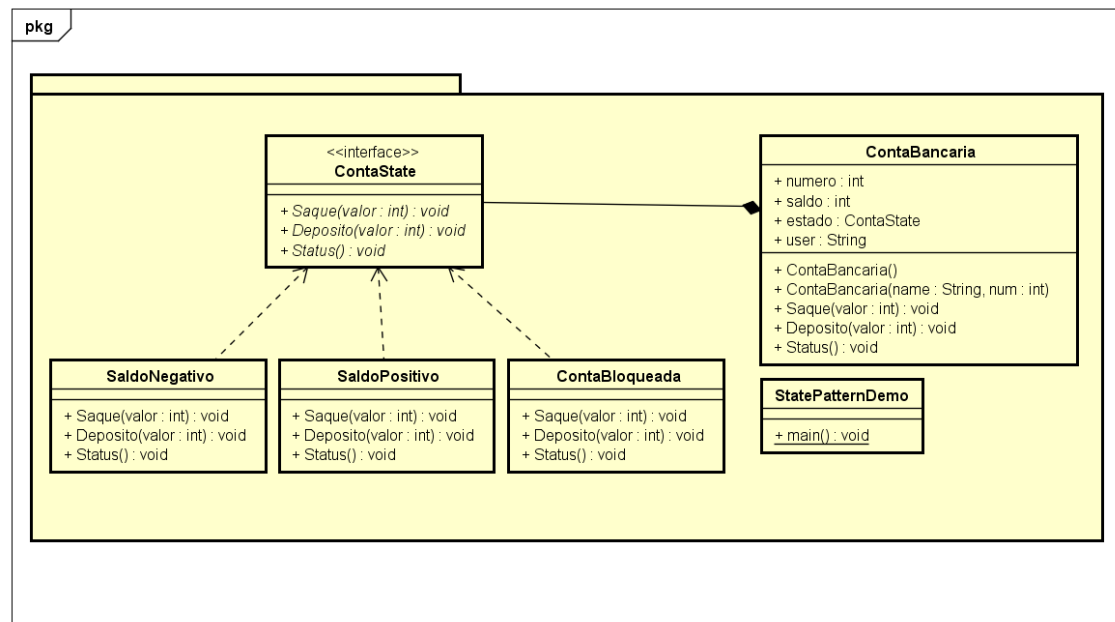 pkg
<<interface>>
ContaState
+ Saque(valor : int) : void
+ Deposito(valor : int) : void
+ Status() : void
ContaBancaria
+ numero : int
+ saldo : int
+ estado : ContaState
+ user : String
+ ContaBancaria()
+ ContaBancaria(name : String, num : int)
+ Saque(valor : int) : void
+ Deposito(valor : int) : void
+ Status() : void
SaldoNegativo
+ Saque(valor : int) : void
+ Deposito(valor : int) : void
+ Status() : void
SaldoPositivo
+ Saque(valor : int) : void
+ Deposito(valor : int) : void
+ Status() : void
ContaBloqueada
+ Saque(valor : int) : void
+ Deposito(valor : int) : void
+ Status() : void
StatePatternDemo
+ main() : void